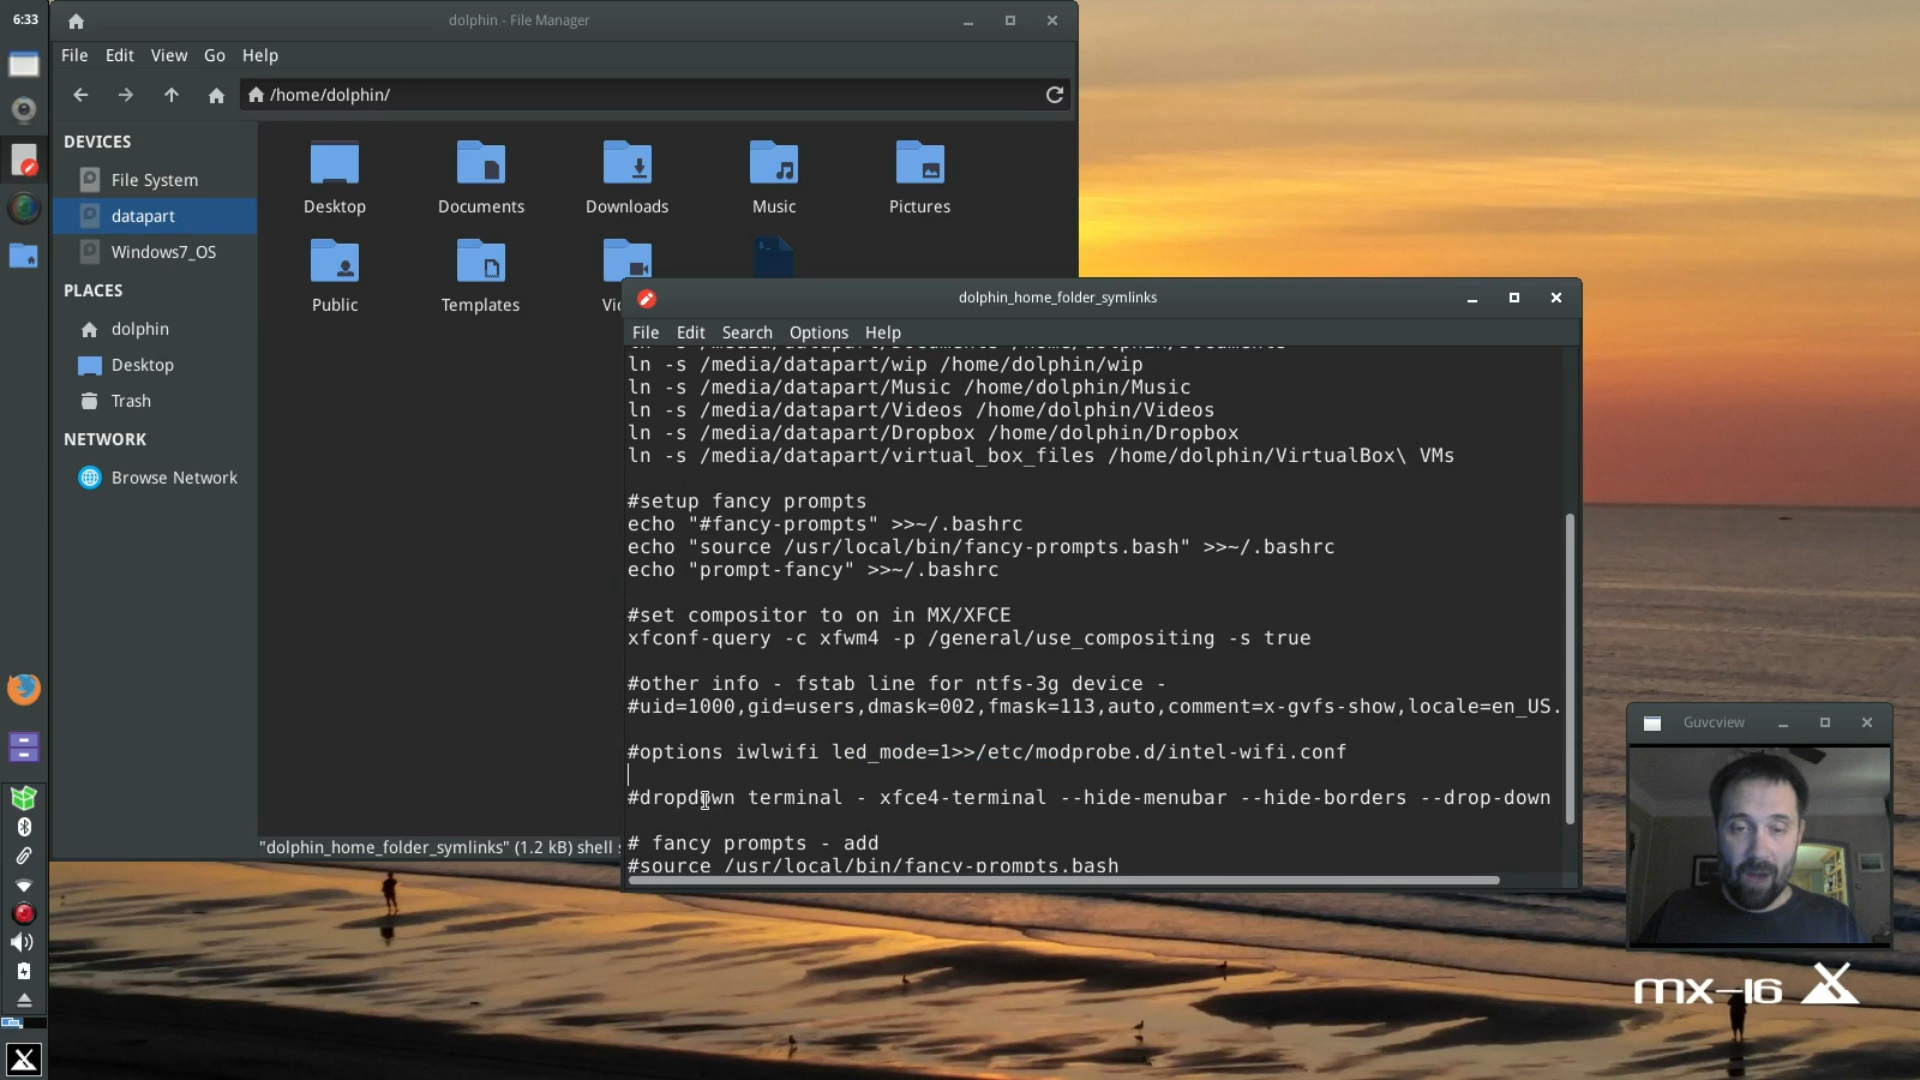 6:33
dolphin - File Manager
File Edit View Go Help
/home/dolphin/
DEVICES
File System
datapart
Windows7_OS
PLACES
dolphin
Desktop
Trash
NETWORK
Browse Network
Desktop Documents Downloads Music Pictures
Public Templates
"dolphin_home_folder_symlinks" (1.2 kB) shell
dolphin_home_folder_symlinks
File Edit Search Options Help
ln -s /media/datapart/wip /home/dolphin/wip
ln -s /media/datapart/Music /home/dolphin/Music
ln -s /media/datapart/Videos /home/dolphin/Videos
ln -s /media/datapart/Dropbox /home/dolphin/Dropbox
ln -s /media/datapart/virtual_box_files /home/dolphin/VirtualBox\ VMs
#setup fancy prompts
echo "#fancy-prompts" >>~/.bashrc
echo "source /usr/local/bin/fancy-prompts.bash" >>~/.bashrc
echo "prompt-fancy" >>~/.bashrc
#set compositor to on in MX/XFCE
xfconf-query -c xfwm4 -p /general/use_compositing -s true
#other info - fstab line for ntfs-3g device -
#uid=1000,gid=users,dmask=002,fmask=113,auto,comment=x-gvfs-show,locale=en_US.
#options iwlwifi led_mode=1>>/etc/modprobe.d/intel-wifi.conf
#dropdown terminal - xfce4-terminal --hide-menubar --hide-borders --drop-down
# fancy prompts - add
#source /usr/local/bin/fancy-prompts.bash
Guvcview
mx-16